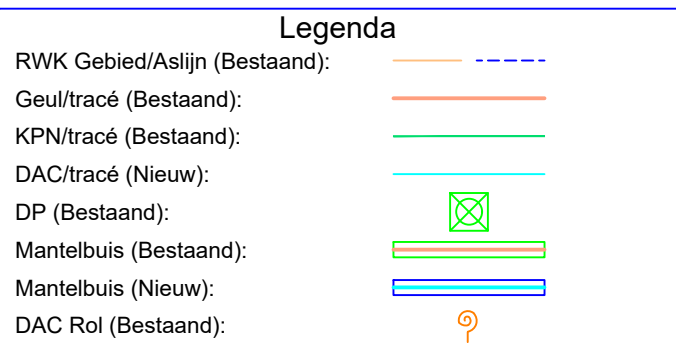 Legenda
RWK Gebied/Aslijn (Bestaand):
Geul/tracé (Bestaand):
KPN/tracé (Bestaand):
DAC/tracé (Nieuw):
DP (Bestaand):
Mantelbuis (Bestaand):
Mantelbuis (Nieuw):
DAC Rol (Bestaand):